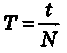 T = t/N